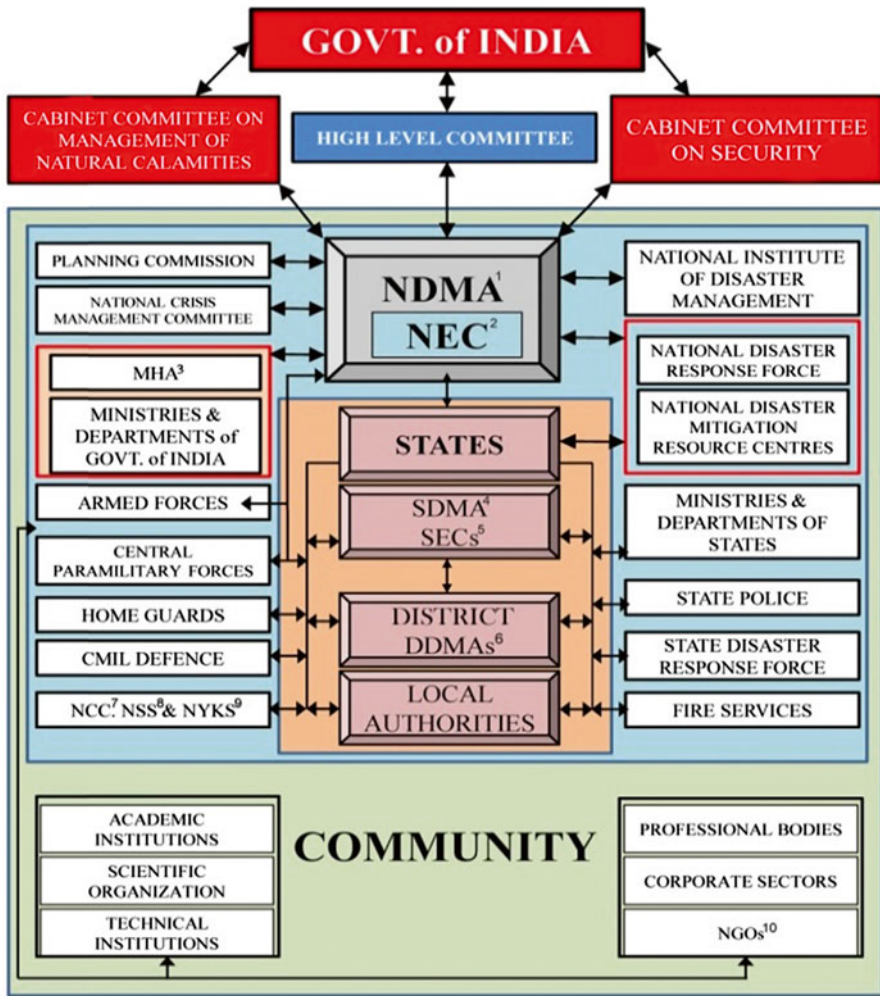 GOVT. of INDIA
CABINET COMMITTEE ON
MANAGEMENT OF
NATURAL CALAMITIES
HIGH LEVEL COMMITTEE
CABINET COMMITTEE
ON SECURITY
PLANNING COMMISSION
NATIONAL CRISIS
MANAGEMENT COMMITTEE
MHA³
MINISTRIES &
DEPARTMENTS of
GOVT. of INDIA
ARMED FORCES
CENTRAL
PARAMILITARY FORCES
HOME GUARDS
CMIL DEFENCE
NCC⁷. NSS⁸& NYKS⁹
NDMA¹
NEC²
STATES
SDMA⁴
SECs⁵
DISTRICT
DDMAs⁶
LOCAL
AUTHORITIES
NATIONAL INSTITUTE
OF DISASTER
MANAGEMENT
NATIONAL DISASTER
RESPONSE FORCE
NATIONAL DISASTER
MITIGATION
RESOURCE CENTRES
MINISTRIES &
DEPARTMENTS OF
STATES
STATE POLICE
STATE DISASTER
RESPONSE FORCE
FIRE SERVICES
ACADEMIC
INSTITUTIONS
SCIENTIFIC
ORGANIZATION
TECHNICAL
INSTITUTIONS
COMMUNITY
PROFESSIONAL BODIES
CORPORATE SECTORS
NGOs¹⁰